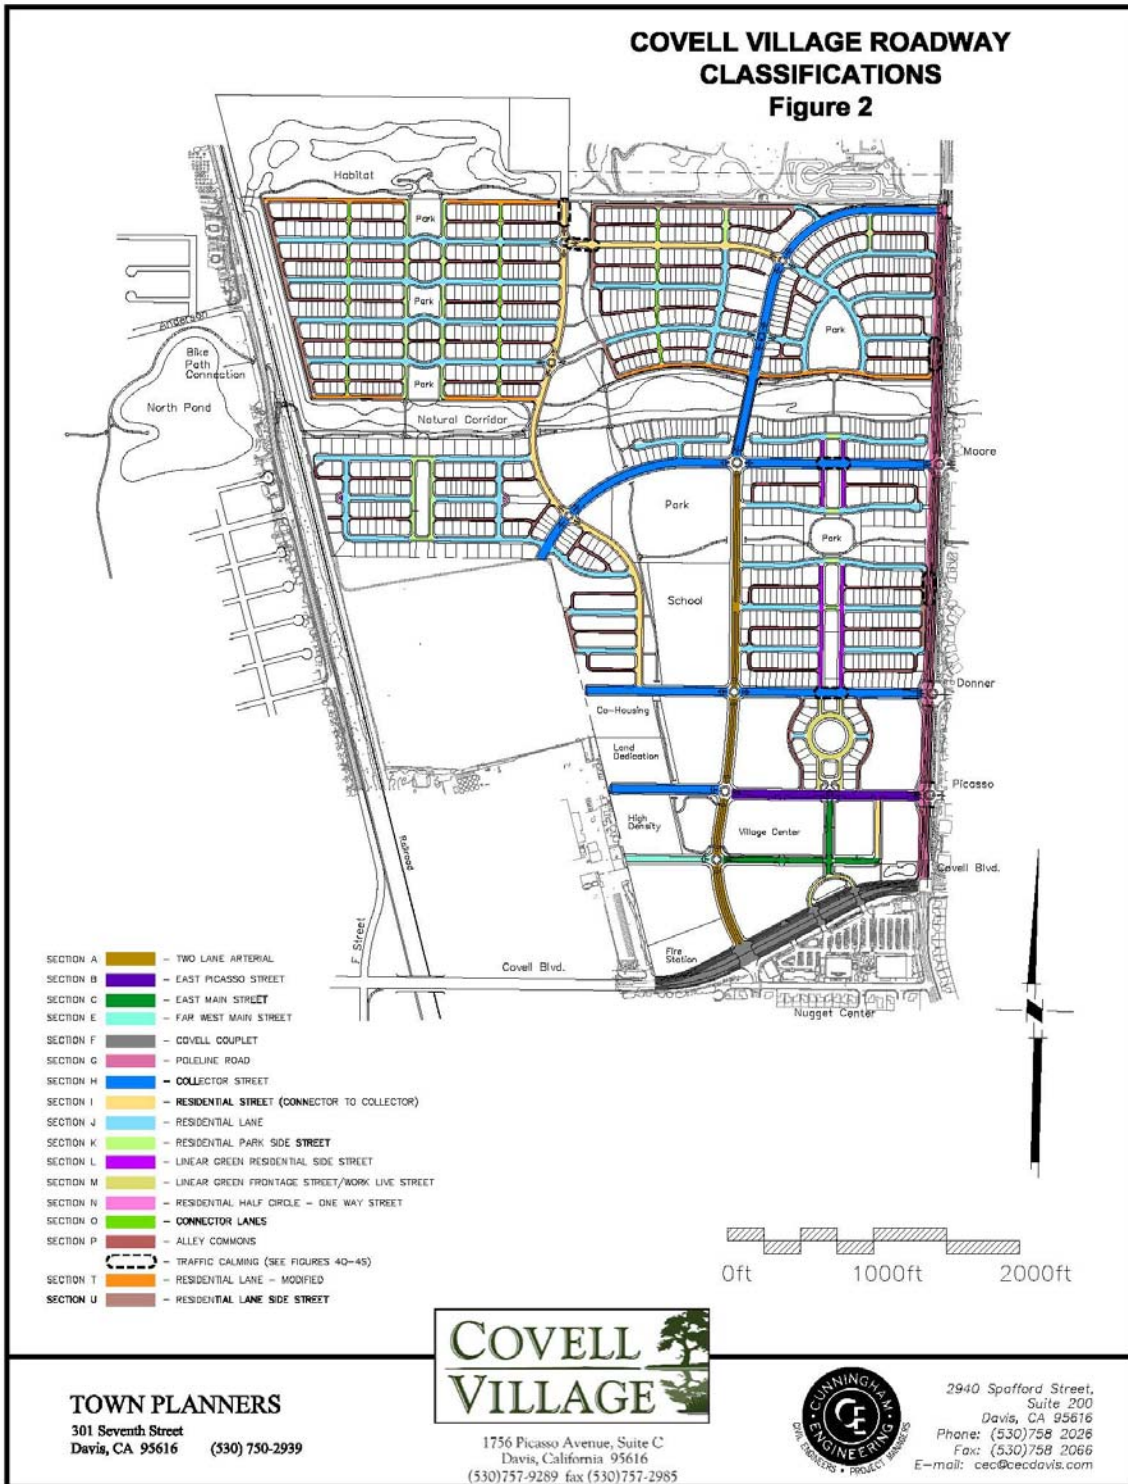 COVELL VILLAGE ROADWAY
CLASSIFICATIONS
Figure 2
Habitat
Park
Park
Park
Park
Anderson
Bike
Path
Connection
North Pond
Natural Corridor
Moore
Park
Park
School
Donner
Co-Housing
Land
Dedication
Picasso
High
Density
Village Center
Railroad
Covell Blvd.
F Street
Fire
Station
Covell Blvd.
Nugget Center
SECTION A – TWO LANE ARTERIAL
SECTION B – EAST PICASSO STREET
SECTION C – EAST MAIN STREET
SECTION E – FAR WEST MAIN STREET
SECTION F – COVELL COUPLET
SECTION G – POLELINE ROAD
SECTION H – COLLECTOR STREET
SECTION I – RESIDENTIAL STREET (CONNECTOR TO COLLECTOR)
SECTION J – RESIDENTIAL LANE
SECTION K – RESIDENTIAL PARK SIDE STREET
SECTION L – LINEAR GREEN RESIDENTIAL SIDE STREET
SECTION M – LINEAR GREEN FRONTAGE STREET/WORK LIVE STREET
SECTION N – RESIDENTIAL HALF CIRCLE – ONE WAY STREET
SECTION O – CONNECTOR LANES
SECTION P – ALLEY COMMONS
– TRAFFIC CALMING (SEE FIGURES 4Q–4S)
SECTION T – RESIDENTIAL LANE – MODIFIED
SECTION U – RESIDENTIAL LANE SIDE STREET
0ft 1000ft 2000ft
COVELL
VILLAGE
TOWN PLANNERS
301 Seventh Street
Davis, CA 95616 (530) 750-2939
1756 Picasso Avenue, Suite C
Davis, California 95616
(530)757-9289 fax (530)757-2985
CUNNINGHAM
CE
ENGINEERING
CIVIL ENGINEERS • PROJECT MANAGERS
2940 Spafford Street,
Suite 200
Davis, CA 95616
Phone: (530)758 2026
Fax: (530)758 2066
E-mail: cec@cecdavis.com